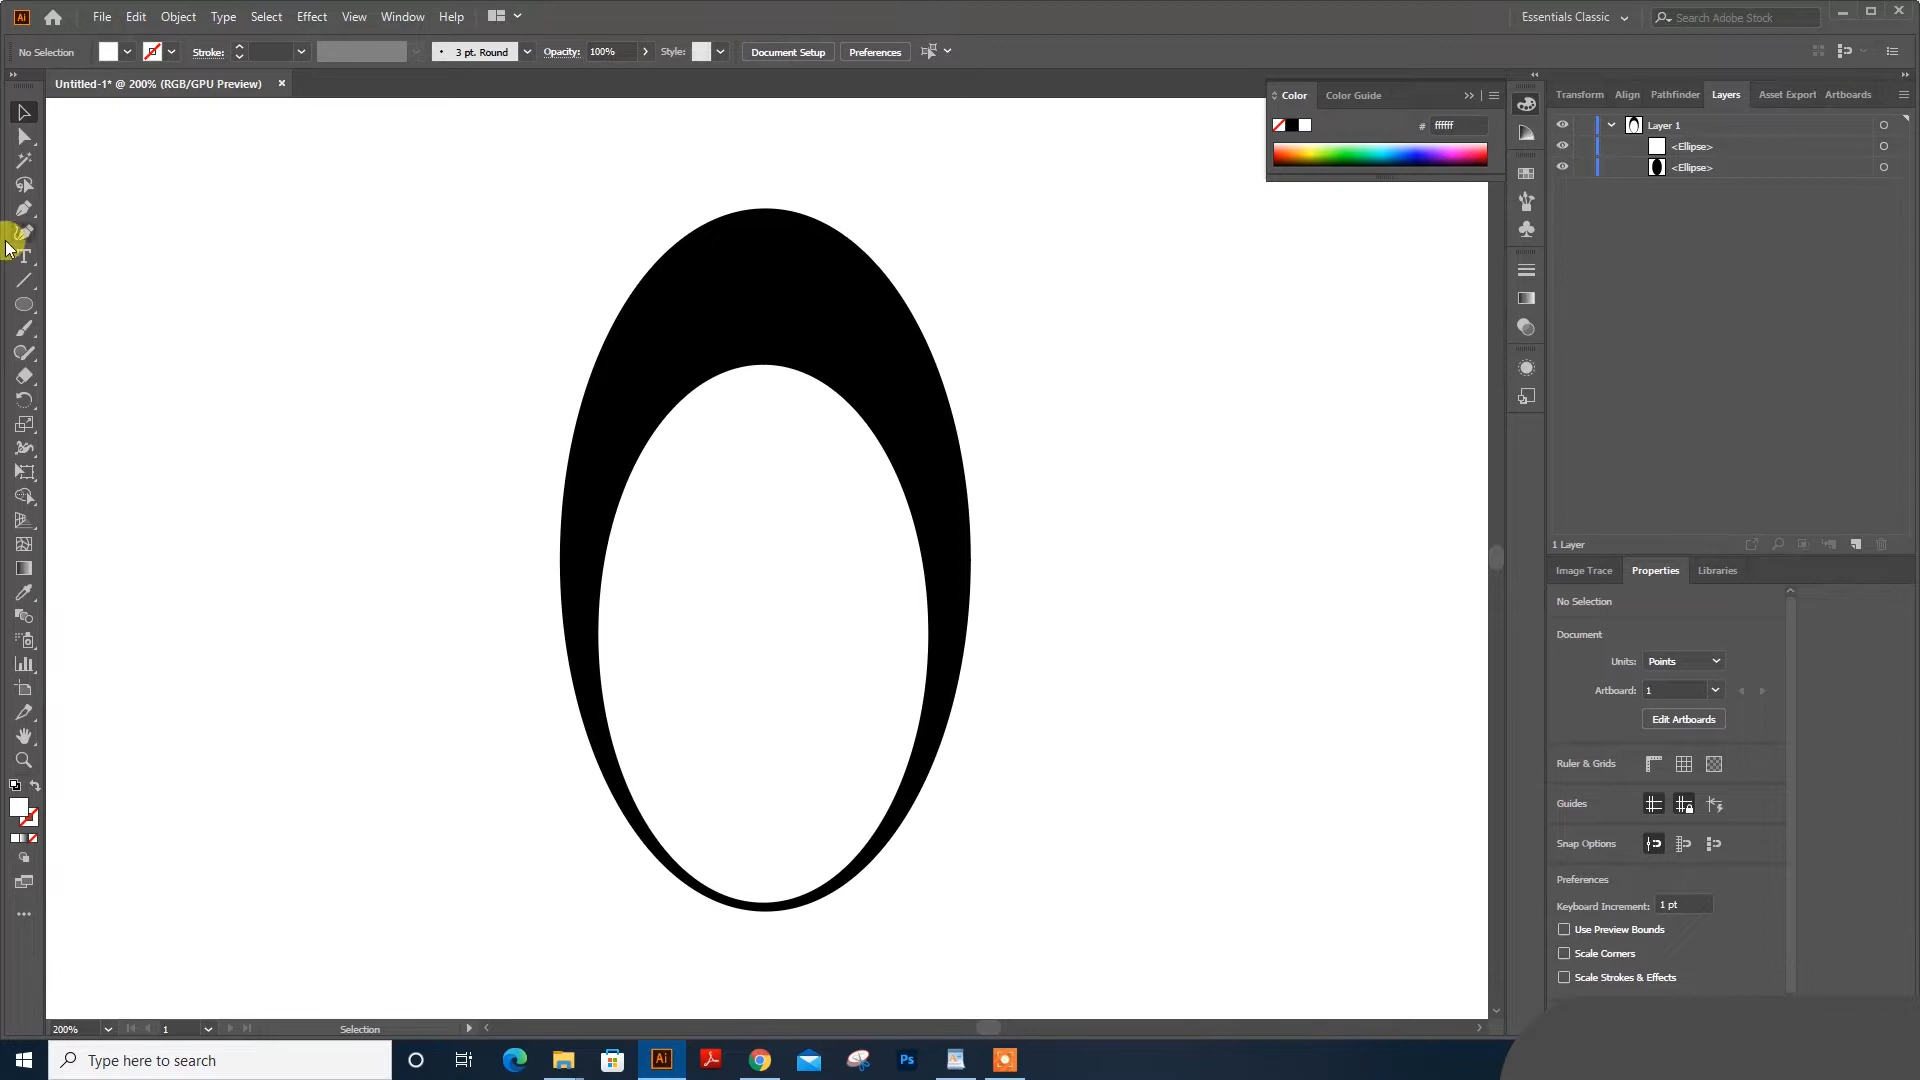 Ai File Edit Object Type Select Effect View Window Help Essentials Classic Search Adobe Stock
No Selection Stroke: 3 pt. Round Opacity: 100% Style: Document Setup Preferences
Untitled-1* @ 200% (RGB/GPU Preview)
Color Color Guide
# ffffff
Transform Align Pathfinder Layers Asset Export Artboards
Layer 1
<Ellipse>
<Ellipse>
1 Layer
Image Trace Properties Libraries
No Selection
Document
Units: Points
Artboard: 1
Edit Artboards
Ruler & Grids
Guides
Snap Options
Preferences
Keyboard Increment: 1 pt
Use Preview Bounds
Scale Corners
Scale Strokes & Effects
200% 1 Selection
Type here to search Ai Ps